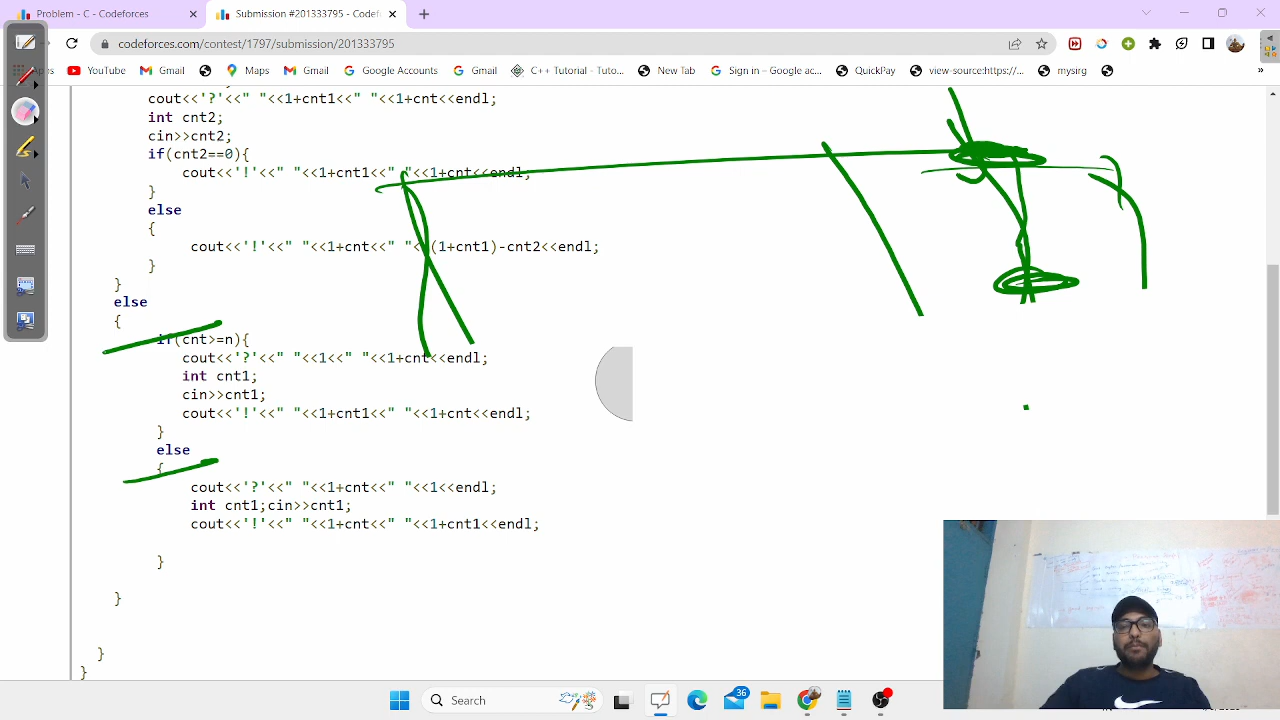 Problem - C - Codeforces
Submission #201333795 - Codef
codeforces.com/contest/1797/submission/201333795
YouTube
Gmail
Maps
Gmail
Google Accounts
Gmail
C++ Tutorial - Tuto...
New Tab
Sign in – Google ac...
QuickPay
view-source:https://...
mysirg
»
cout<<'?'<<" "<<1+cnt1<<" "<<1+cnt<<endl;
int cnt2;
cin>>cnt2;
if(cnt2==0){
cout<<'!'<<" "<<1+cnt1<<" "<<1+cnt<<endl;
}
else
{
cout<<'!'<<" "<<1+cnt<<" "<<(1+cnt1)-cnt2<<endl;
}
}
else
{
if(cnt>=n){
cout<<'?'<<" "<<1<<" "<<1+cnt<<endl;
int cnt1;
cin>>cnt1;
cout<<'!'<<" "<<1+cnt1<<" "<<1+cnt<<endl;
}
else
{
cout<<'?'<<" "<<1+cnt<<" "<<1<<endl;
int cnt1;cin>>cnt1;
cout<<'!'<<" "<<1+cnt<<" "<<1+cnt1<<endl;
}
}
}
}
Search
36